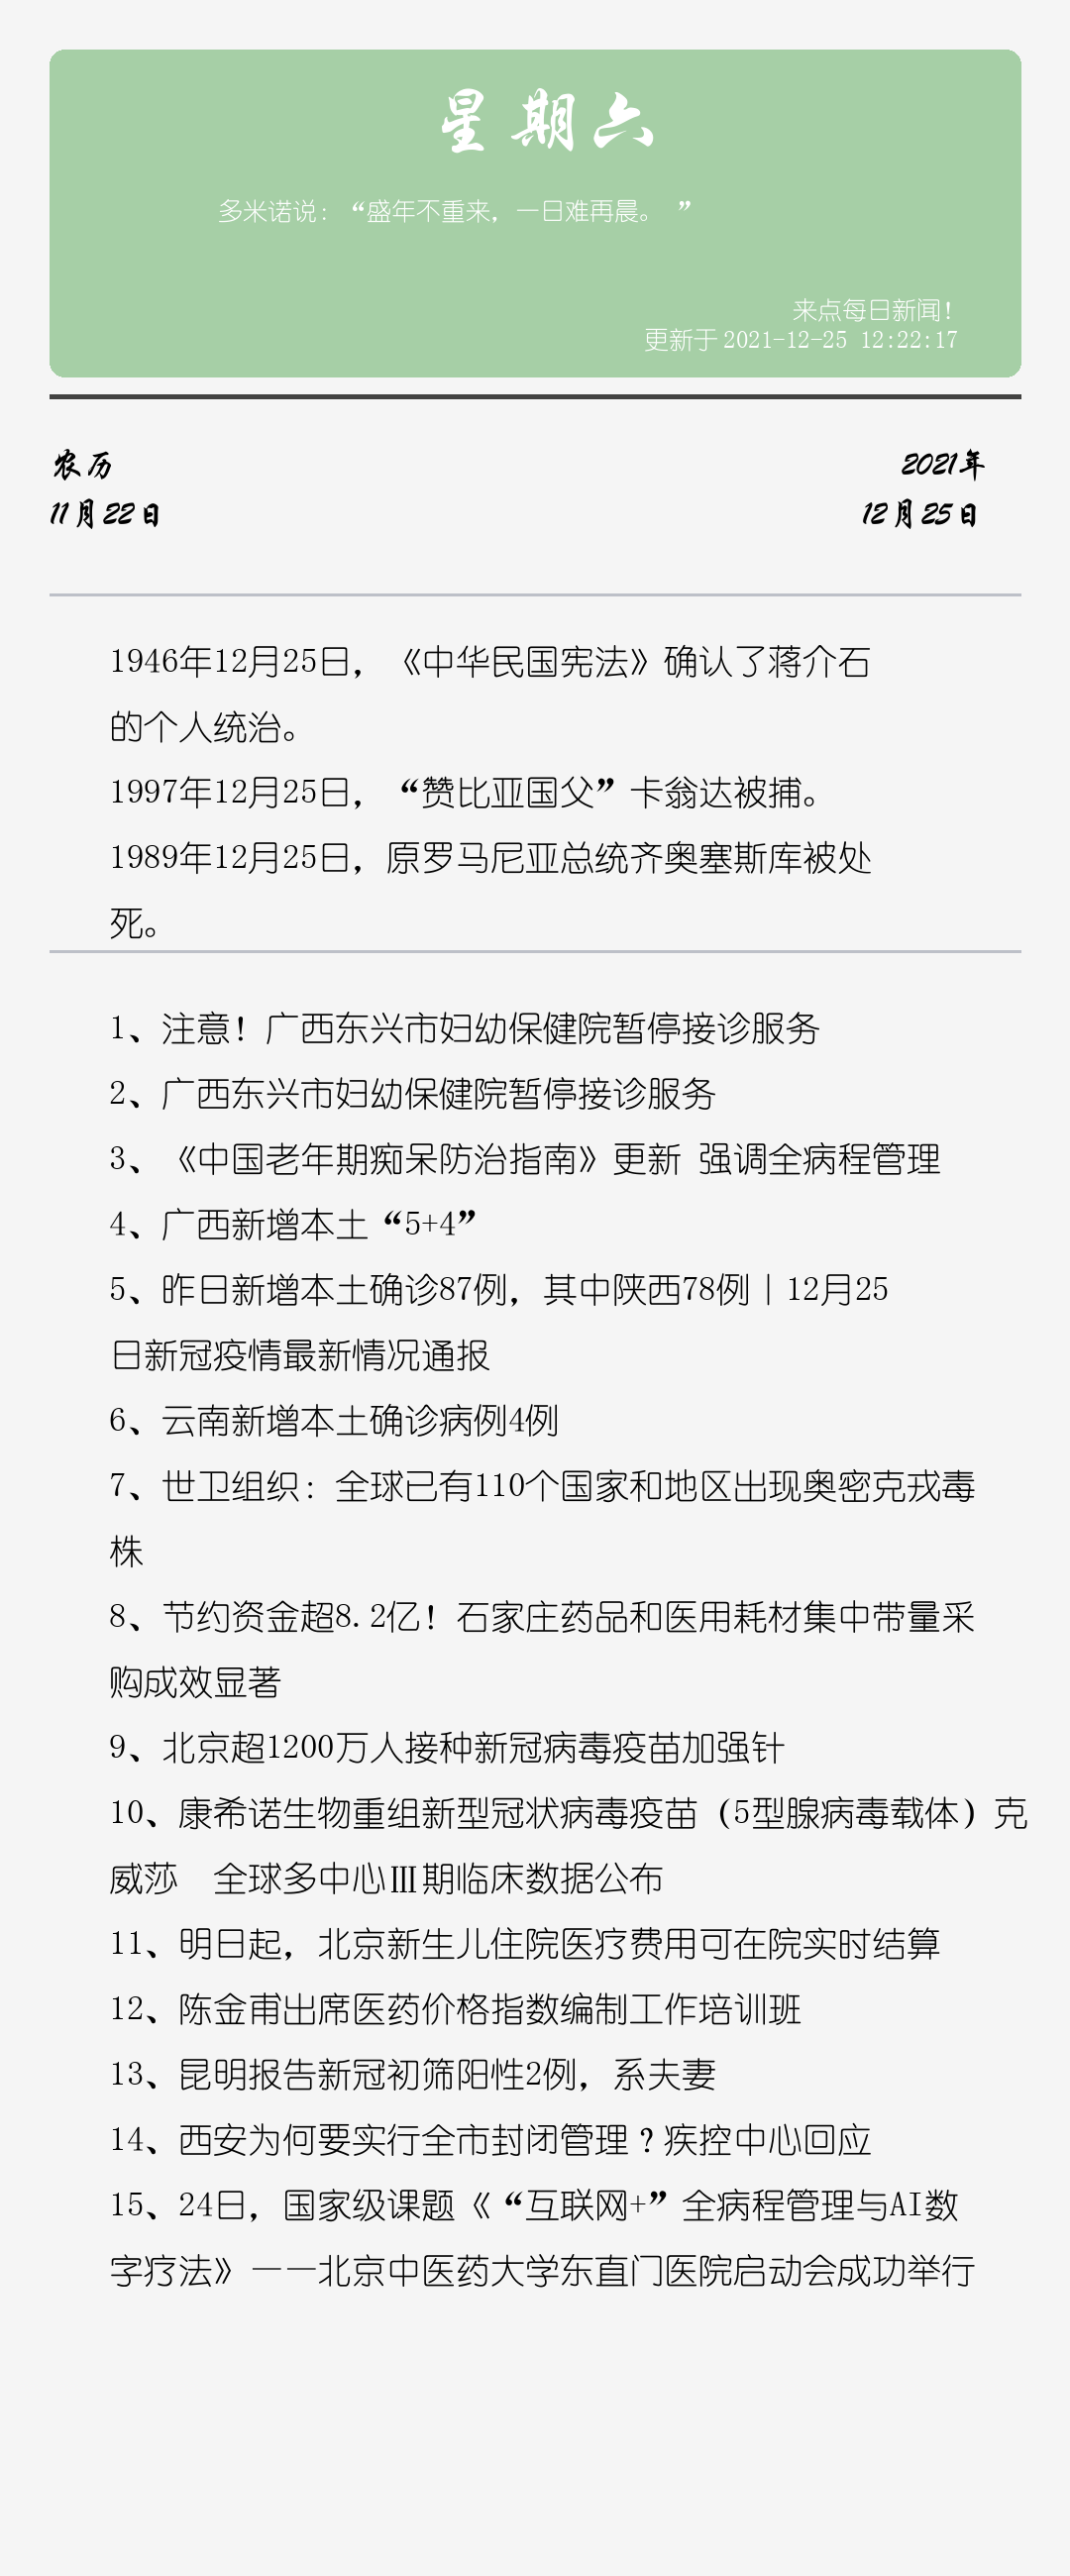 星期六
多米诺说：“盛年不重来，一日难再晨。 ”
来点每日新闻！
更新于 2021-12-25 12:22:17
农历
2021年
11月22日
12月25日
1946年12月25日，《中华民国宪法》确认了蒋介石
的个人统治。
1997年12月25日，“赞比亚国父”卡翁达被捕。
1989年12月25日，原罗马尼亚总统齐奥塞斯库被处
死。
1、注意！广西东兴市妇幼保健院暂停接诊服务
2、广西东兴市妇幼保健院暂停接诊服务
3、《中国老年期痴呆防治指南》更新 强调全病程管理
4、广西新增本土“5+4”
5、昨日新增本土确诊87例，其中陕西78例｜12月25
日新冠疫情最新情况通报
6、云南新增本土确诊病例4例
7、世卫组织：全球已有110个国家和地区出现奥密克戎毒
株
8、节约资金超8.2亿！石家庄药品和医用耗材集中带量采
购成效显著
9、北京超1200万人接种新冠病毒疫苗加强针
10、康希诺生物重组新型冠状病毒疫苗（5型腺病毒载体）克
威莎　全球多中心Ⅲ期临床数据公布
11、明日起，北京新生儿住院医疗费用可在院实时结算
12、陈金甫出席医药价格指数编制工作培训班
13、昆明报告新冠初筛阳性2例，系夫妻
14、西安为何要实行全市封闭管理？疾控中心回应
15、24日，国家级课题《“互联网+”全病程管理与AI数
字疗法》——北京中医药大学东直门医院启动会成功举行